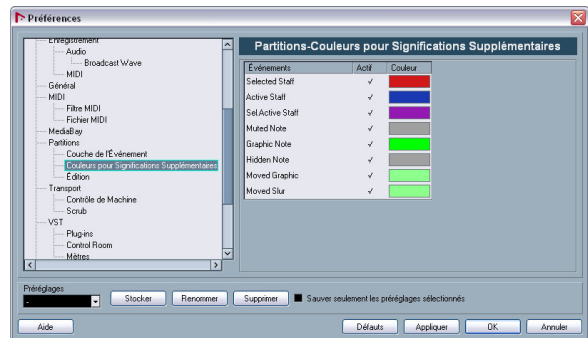 Préférences
Enregistrement
Audio
Broadcast Wave
MIDI
Général
MIDI
Filtre MIDI
Fichier MIDI
MediaBay
Partitions
Couche de l'Événement
Couleurs pour Significations Supplémentaires
Edition
Transport
Contrôle de Machine
Scrub
VST
Plug-ins
Control Room
Mètres
Partitions-Couleurs pour Significations Supplémentaires
Événements Actif Couleur
Selected Staff ✓
Active Staff ✓
Sel.Active Staff ✓
Muted Note ✓
Graphic Note ✓
Hidden Note ✓
Moved Graphic ✓
Moved Slur ✓
Préréglages
- Stocker Renommer Supprimer Sauver seulement les préréglages sélectionnés
Aide Défauts Appliquer OK Annuler